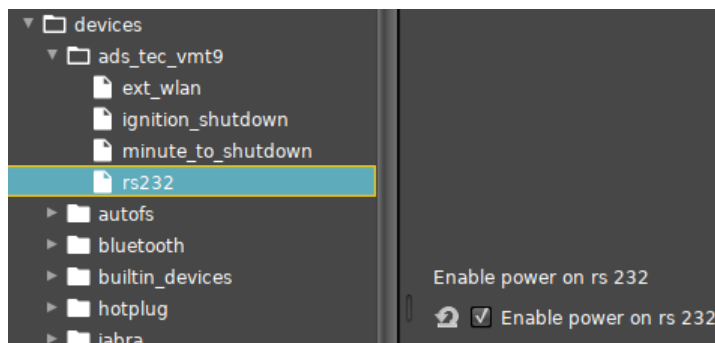 devices
ads_tec_vmt9
ext_wlan
ignition_shutdown
minute_to_shutdown
rs232
autofs
bluetooth
builtin_devices
hotplug
jabra
Enable power on rs 232
Enable power on rs 232